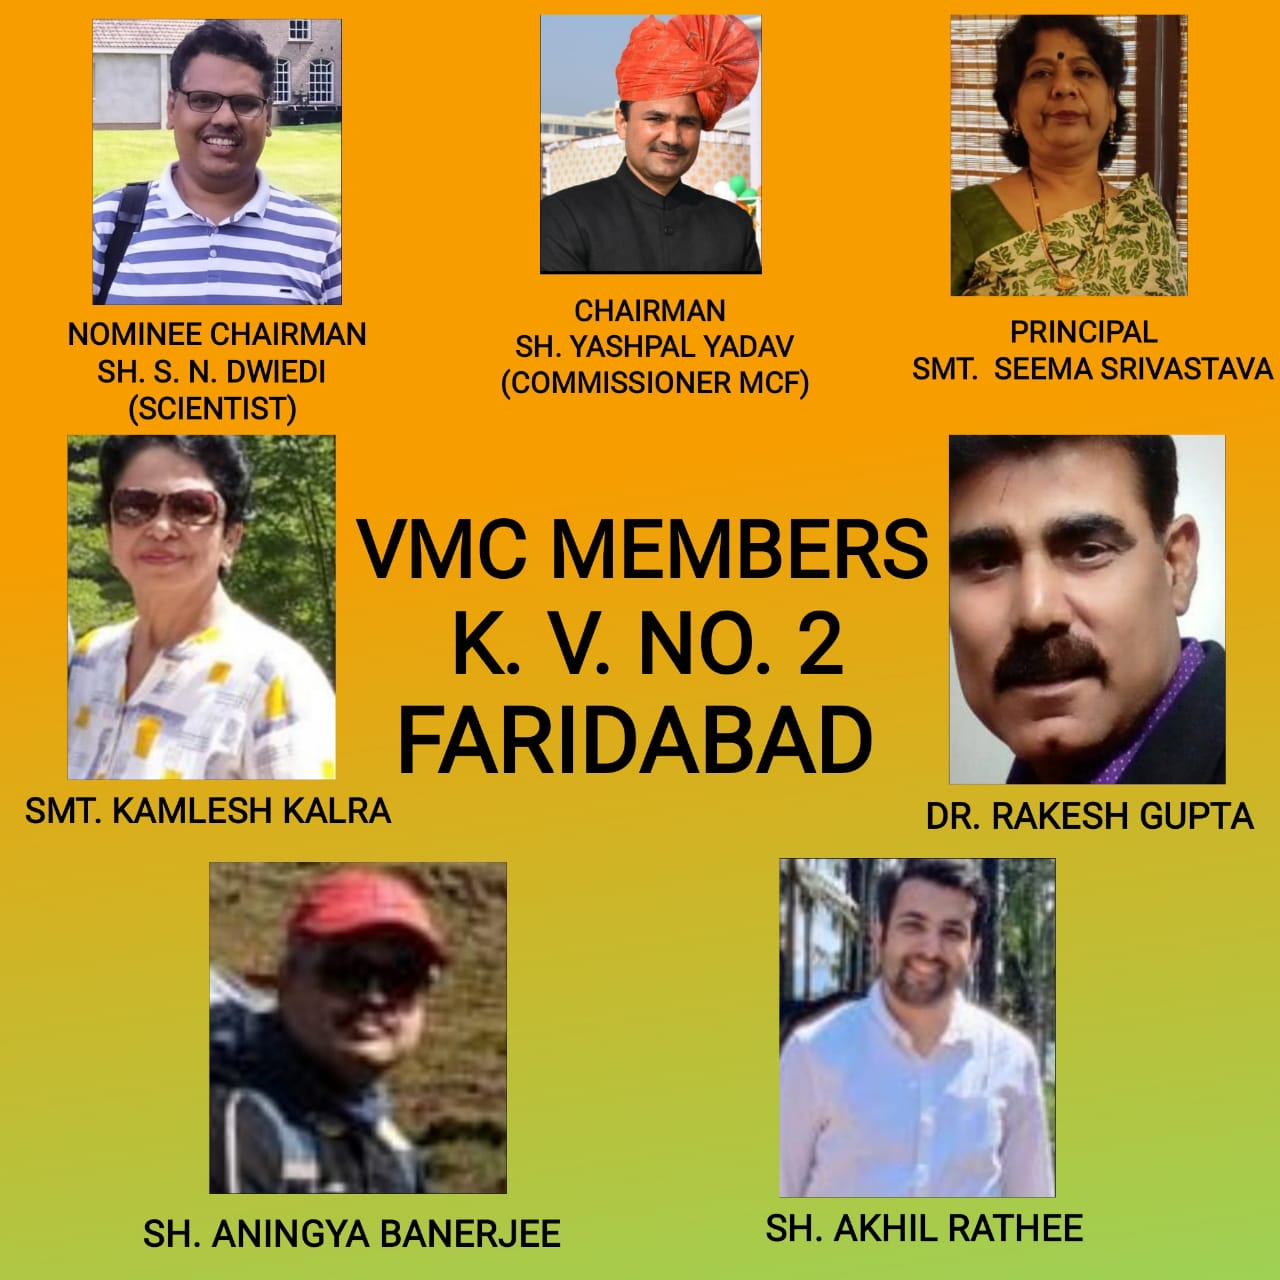 NOMINEE CHAIRMAN
SH. S. N. DWIEDI
(SCIENTIST)
CHAIRMAN
SH. YASHPAL YADAV
(COMMISSIONER MCF)
PRINCIPAL
SMT. SEEMA SRIVASTAVA
VMC MEMBERS
K. V. NO. 2
FARIDABAD
SMT. KAMLESH KALRA
DR. RAKESH GUPTA
SH. ANINGYA BANERJEE
SH. AKHIL RATHEE